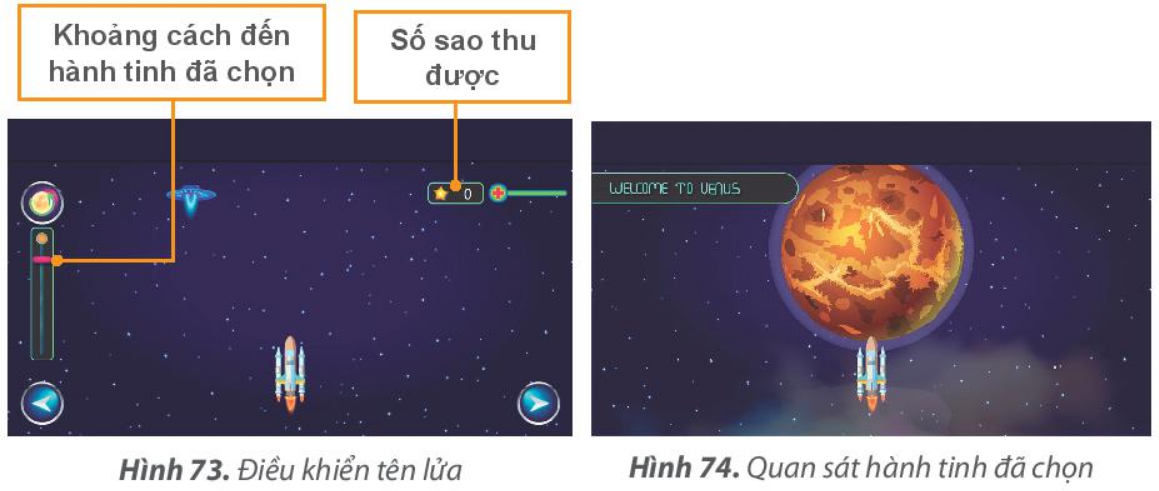 Khoảng cách đến
hành tinh đã chọn
Số sao thu
được
0
WELCOME TO VENUS
Hình 73. Điều khiển tên lửa
Hình 74. Quan sát hành tinh đã chọn